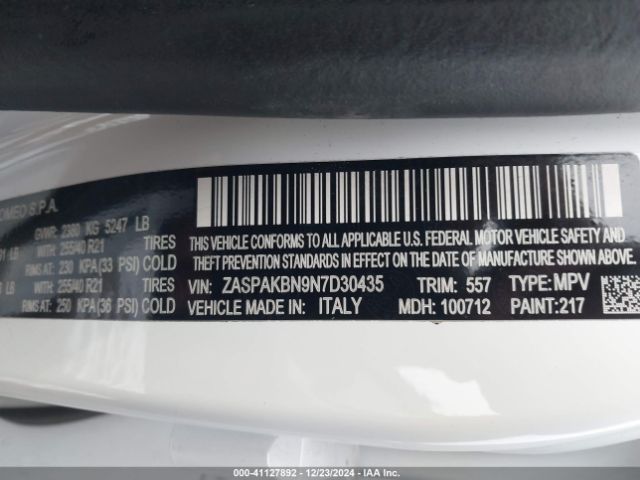 OMEO S.P.A.
GVWR: 2380 KG 5247 LB
LB WITH: 255/40 R21 TIRES
RIMS AT: 230 KPA (33 PSI) COLD
LB WITH: 255/40 R21 TIRES
RIMS AT: 250 KPA (36 PSI) COLD
THIS VEHICLE CONFORMS TO ALL APPLICABLE U.S. FEDERAL MOTOR VEHICLE SAFETY AND
THEFT PREVENTION STANDARDS IN EFFECT ON THE DATE OF MANUFACTURE SHOWN ABOVE.
VIN: ZASPAKBN9N7D30435 TRIM: 557 TYPE: MPV
VEHICLE MADE IN: ITALY MDH: 100712 PAINT: 217
000-41127892 | 12/23/2024 | IAA Inc.